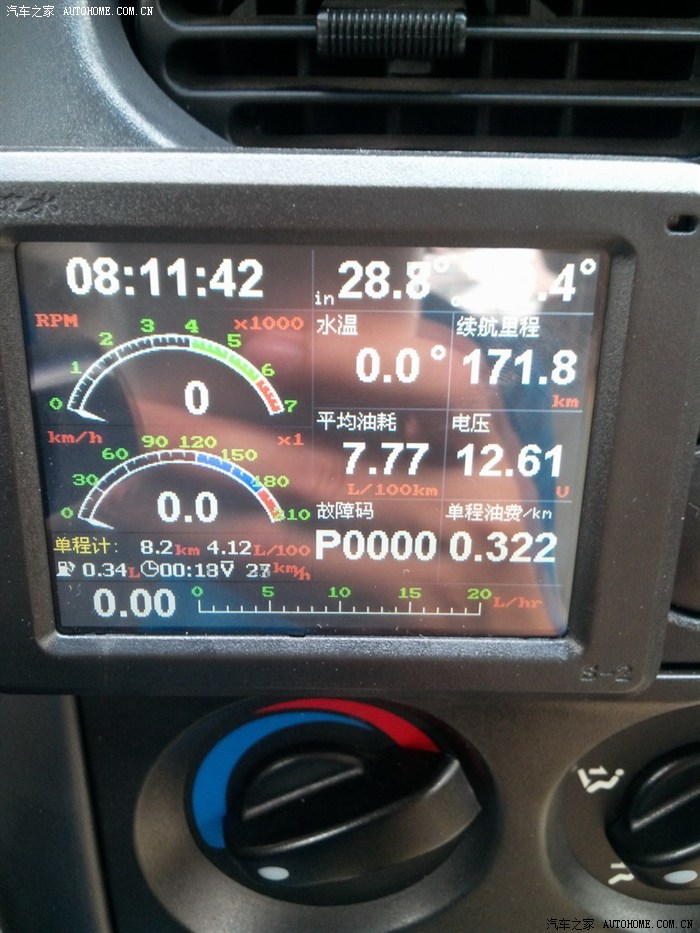 汽车之家 AUTOHOME.COM.CN
08:11:42
in 28.8° .4°
RPM x1000
0 1 2 3 4 5 6 7
0
水温 续航里程
0.0° 171.8
km
km/h x1
0 30 60 90 120 150 180 210
0.0
平均油耗 电压
7.77 12.61
L/100km U
故障码 单程油费/km
P0000 0.322
单程计: 8.2km 4.12L/100
0.34L 00:18 V 27km/h
0.00 0 5 10 15 20 L/hr
S-2
汽车之家 AUTOHOME.COM.CN